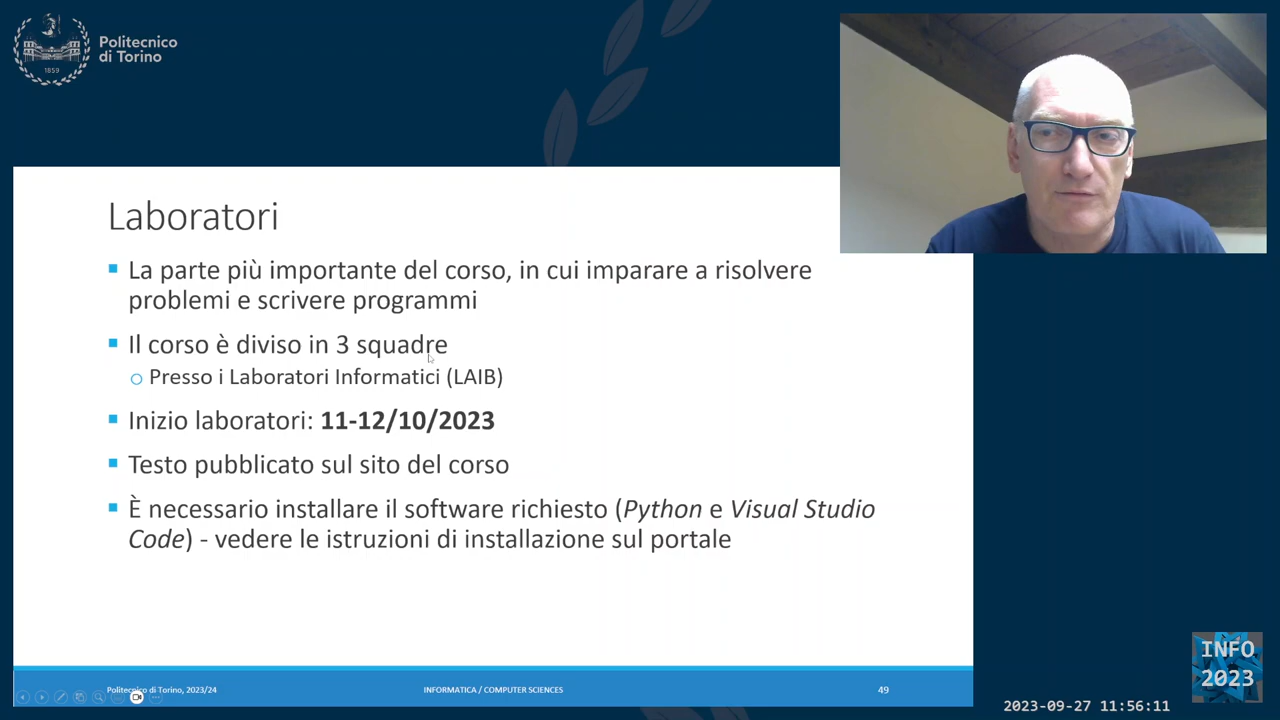 Politecnico
di Torino
1859
Laboratori
La parte più importante del corso, in cui imparare a risolvere
problemi e scrivere programmi
Il corso è diviso in 3 squadre
Presso i Laboratori Informatici (LAIB)
Inizio laboratori: 11-12/10/2023
Testo pubblicato sul sito del corso
È necessario installare il software richiesto (Python e Visual Studio
Code) - vedere le istruzioni di installazione sul portale
Politecnico di Torino, 2023/24
INFORMATICA / COMPUTER SCIENCES
49
INFO
2023
2023-09-27 11:56:11